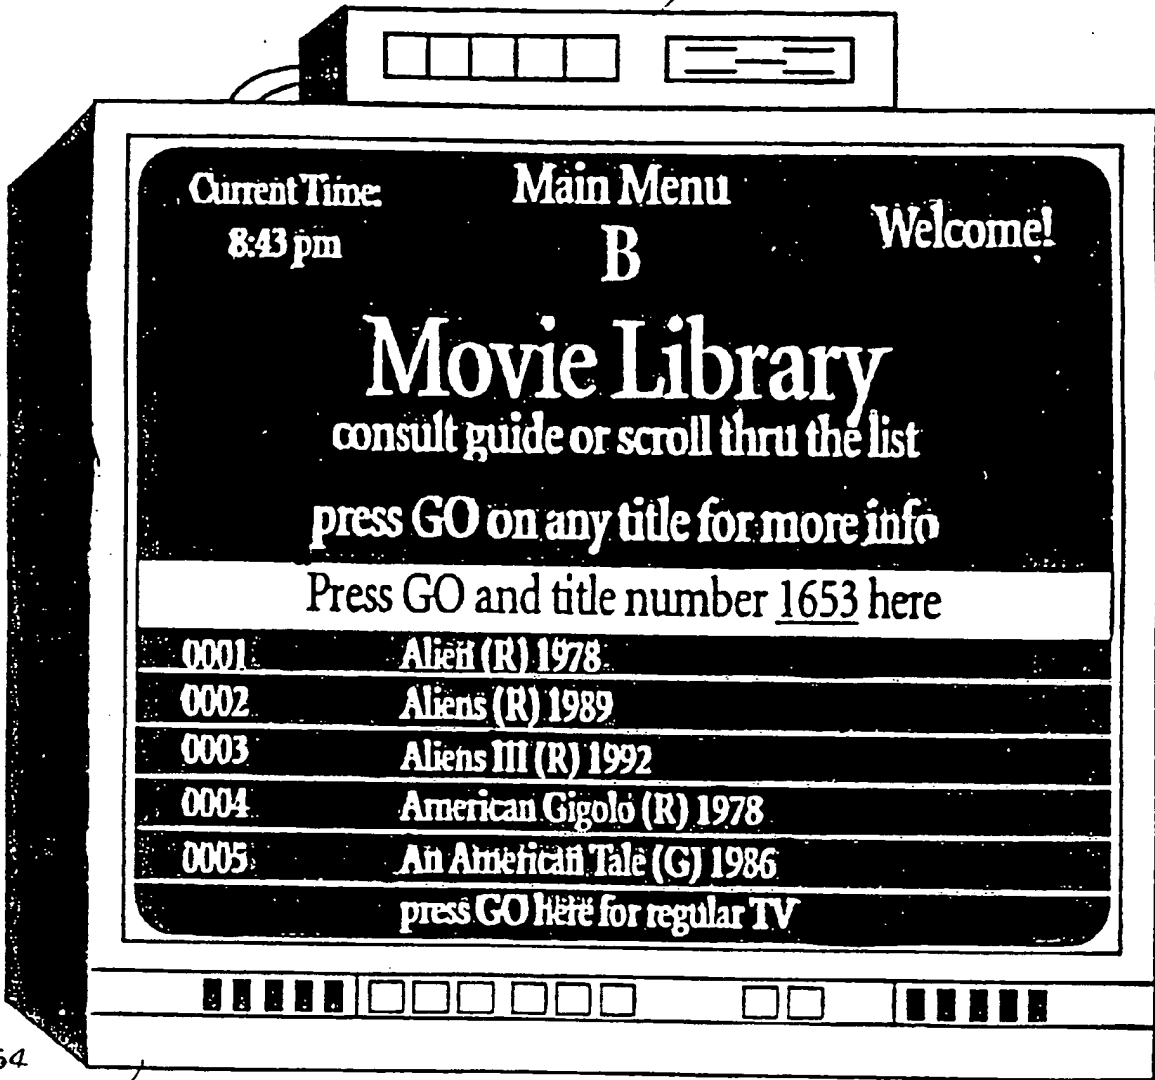 Current Time:
8:43 pm
Main Menu
B
Welcome!
Movie Library
consult guide or scroll thru the list
press GO on any title for more info
Press GO and title number 1653 here
0001 Alien (R) 1978
0002 Aliens (R) 1989
0003 Aliens III (R) 1992
0004 American Gigolo (R) 1978
0005 An American Tale (G) 1986
press GO here for regular TV